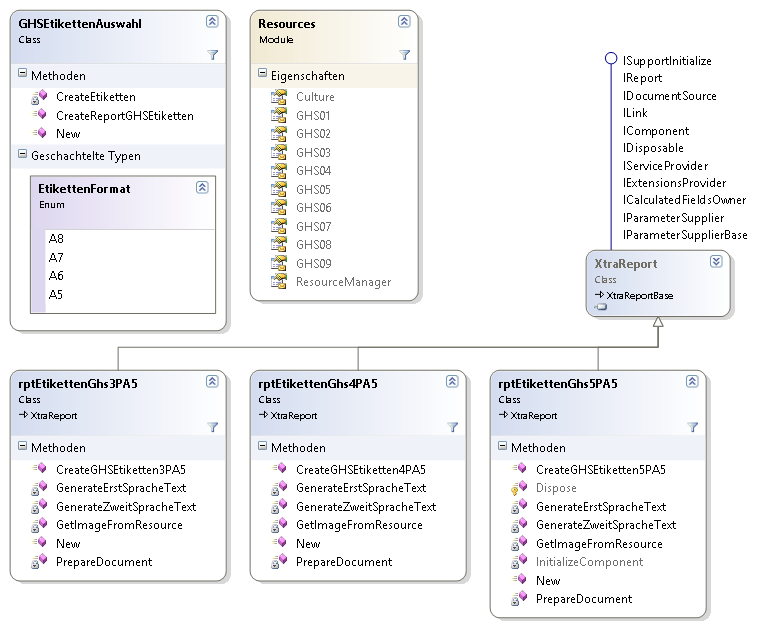 GHSEtikettenAuswahl
Class
Methoden
CreateEtiketten
CreateReportGHSEtiketten
New
Geschachtelte Typen
EtikettenFormat
Enum
A8
A7
A6
A5
Resources
Module
Eigenschaften
Culture
GHS01
GHS02
GHS03
GHS04
GHS05
GHS06
GHS07
GHS08
GHS09
ResourceManager
ISupportInitialize
IReport
IDocumentSource
ILink
IComponent
IDisposable
IServiceProvider
IExtensionsProvider
ICalculatedFieldsOwner
IParameterSupplier
IParameterSupplierBase
XtraReport
Class
XtraReportBase
rptEtikettenGhs3PA5
Class
XtraReport
Methoden
CreateGHSEtiketten3PA5
GenerateErstSpracheText
GenerateZweitSpracheText
GetImageFromResource
New
PrepareDocument
rptEtikettenGhs4PA5
Class
XtraReport
Methoden
CreateGHSEtiketten4PA5
GenerateErstSpracheText
GenerateZweitSpracheText
GetImageFromResource
New
PrepareDocument
rptEtikettenGhs5PA5
Class
XtraReport
Methoden
CreateGHSEtiketten5PA5
Dispose
GenerateErstSpracheText
GenerateZweitSpracheText
GetImageFromResource
InitializeComponent
New
PrepareDocument